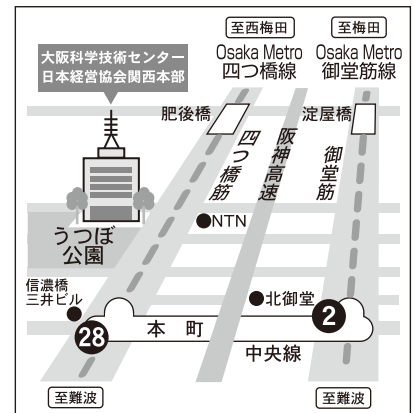 至西梅田
至梅田
Osaka Metro
四つ橋線
Osaka Metro
御堂筋線
大阪科学技術センター
日本経営協会関西本部
肥後橋
淀屋橋
四つ橋筋
阪神高速
御堂筋
NTN
うつぼ
公園
信濃橋
三井ビル
北御堂
2
28
本町
中央線
至難波
至難波